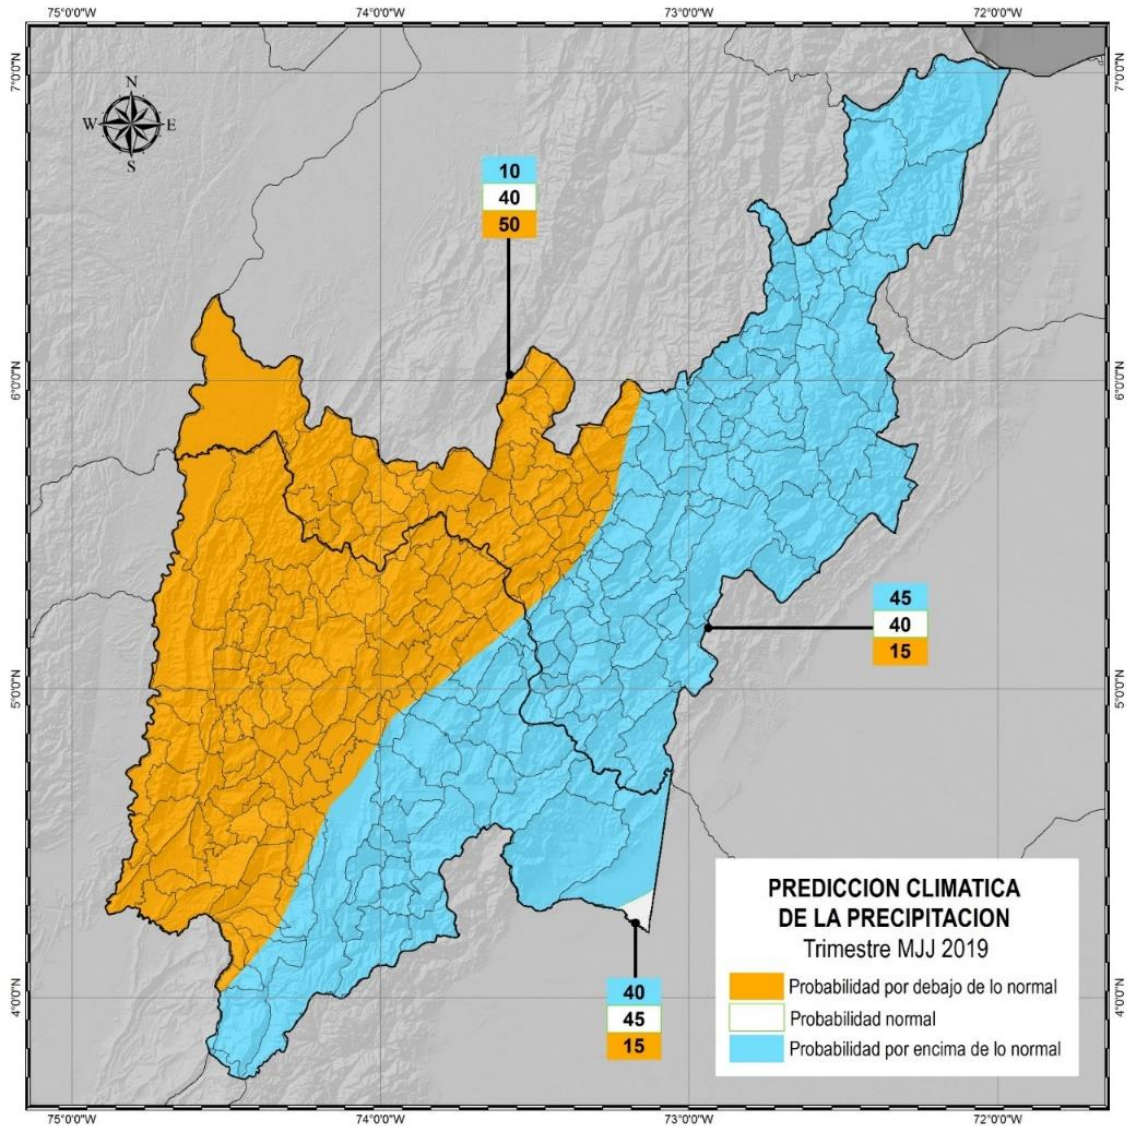 75°0'0"W
74°0'0"W
73°0'0"W
72°0'0"W
7°0'0"N
7°0'0"N
N
W
E
S
10
40
50
6°0'0"N
6°0'0"N
45
40
15
5°0'0"N
5°0'0"N
PREDICCION CLIMATICA
DE LA PRECIPITACION
Trimestre MJJ 2019
Probabilidad por debajo de lo normal
Probabilidad normal
Probabilidad por encima de lo normal
40
45
15
4°0'0"N
4°0'0"N
75°0'0"W
74°0'0"W
73°0'0"W
72°0'0"W